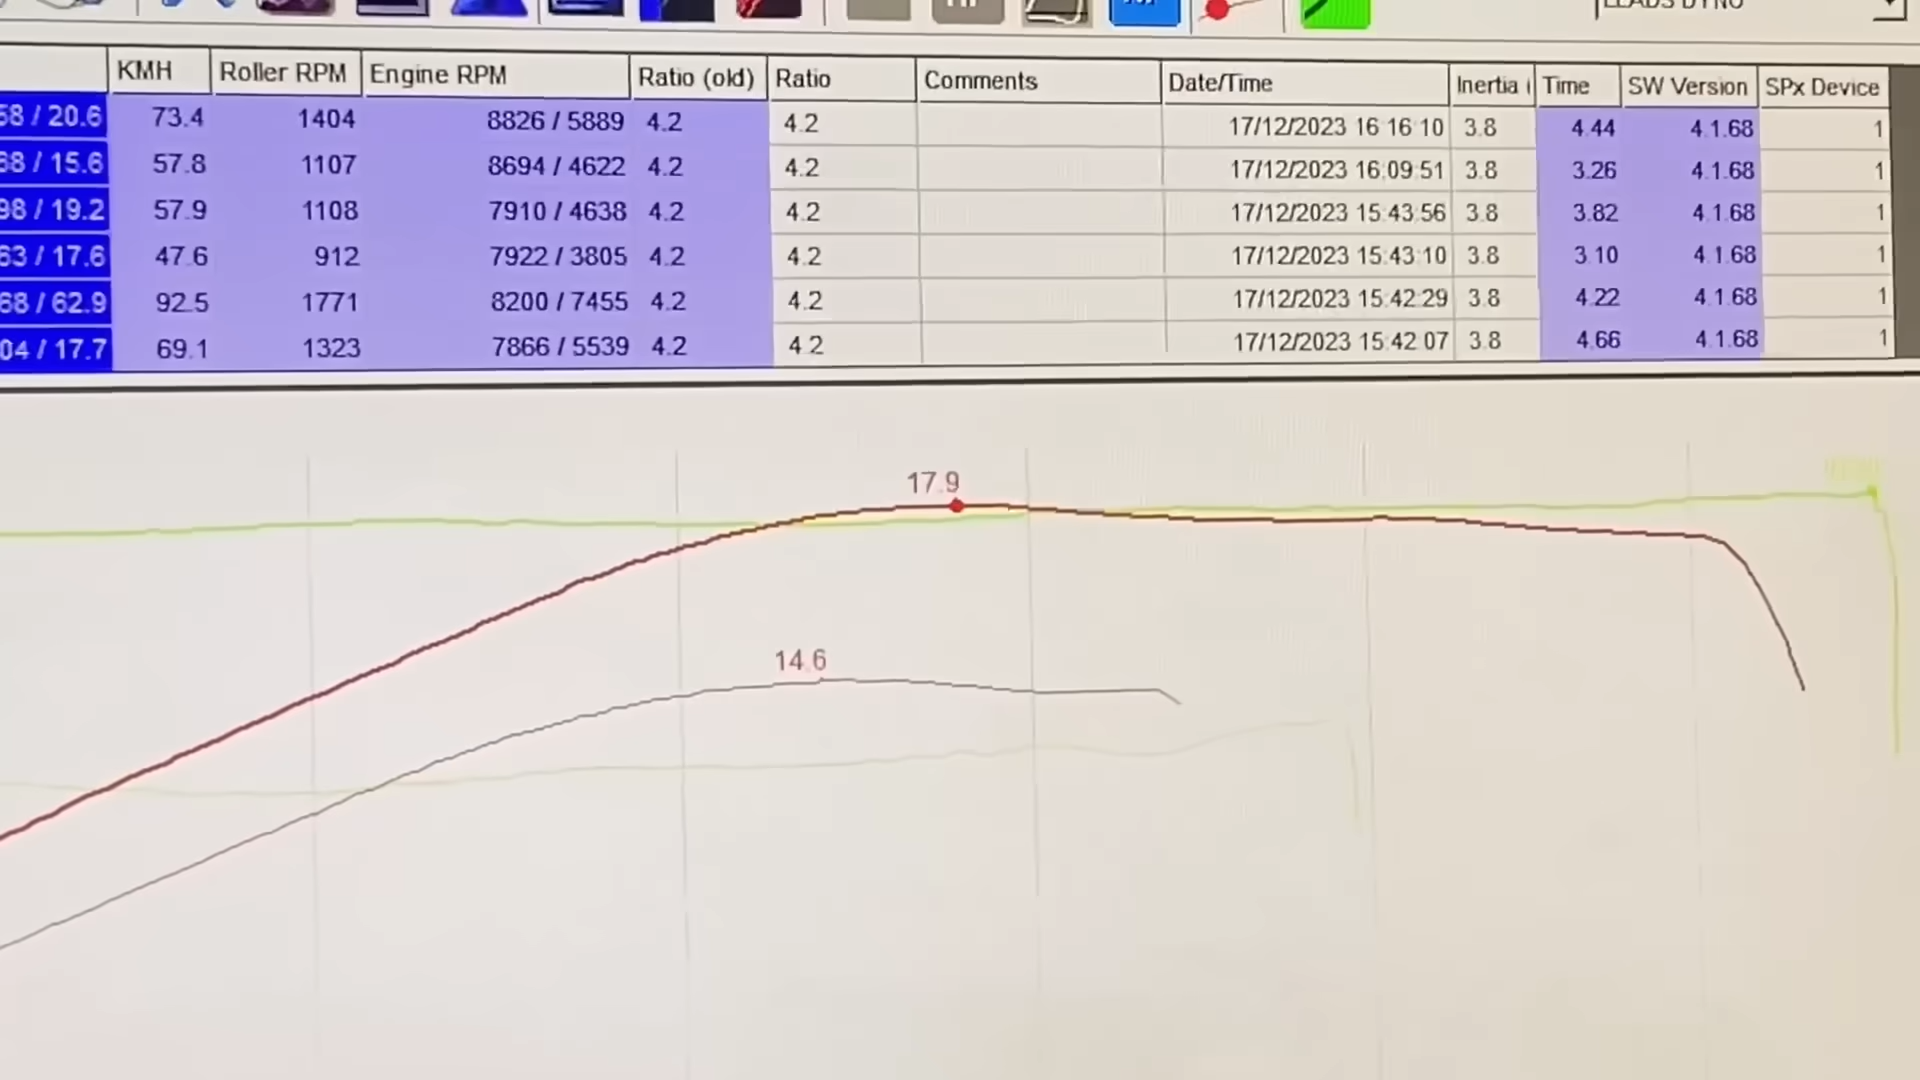 LEADS DYNO
KMH Roller RPM Engine RPM Ratio (old) Ratio Comments Date/Time Inertia Time SW Version SPx Device
58 / 20.6 73.4 1404 8826 / 5889 4.2 4.2 17/12/2023 16 16 10 3.8 4.44 4.1.68 1
38 / 15.6 57.8 1107 8694 / 4622 4.2 4.2 17/12/2023 16:09:51 3.8 3.26 4.1.68 1
98 / 19.2 57.9 1108 7910 / 4638 4.2 4.2 17/12/2023 15:43:56 3.8 3.82 4.1.68 1
63 / 17.6 47.6 912 7922 / 3805 4.2 4.2 17/12/2023 15:43:10 3.8 3.10 4.1.68 1
68 / 62.9 92.5 1771 8200 / 7455 4.2 4.2 17/12/2023 15:42:29 3.8 4.22 4.1.68 1
04 / 17.7 69.1 1323 7866 / 5539 4.2 4.2 17/12/2023 15:42 07 3.8 4.66 4.1.68 1
17.9
14.6